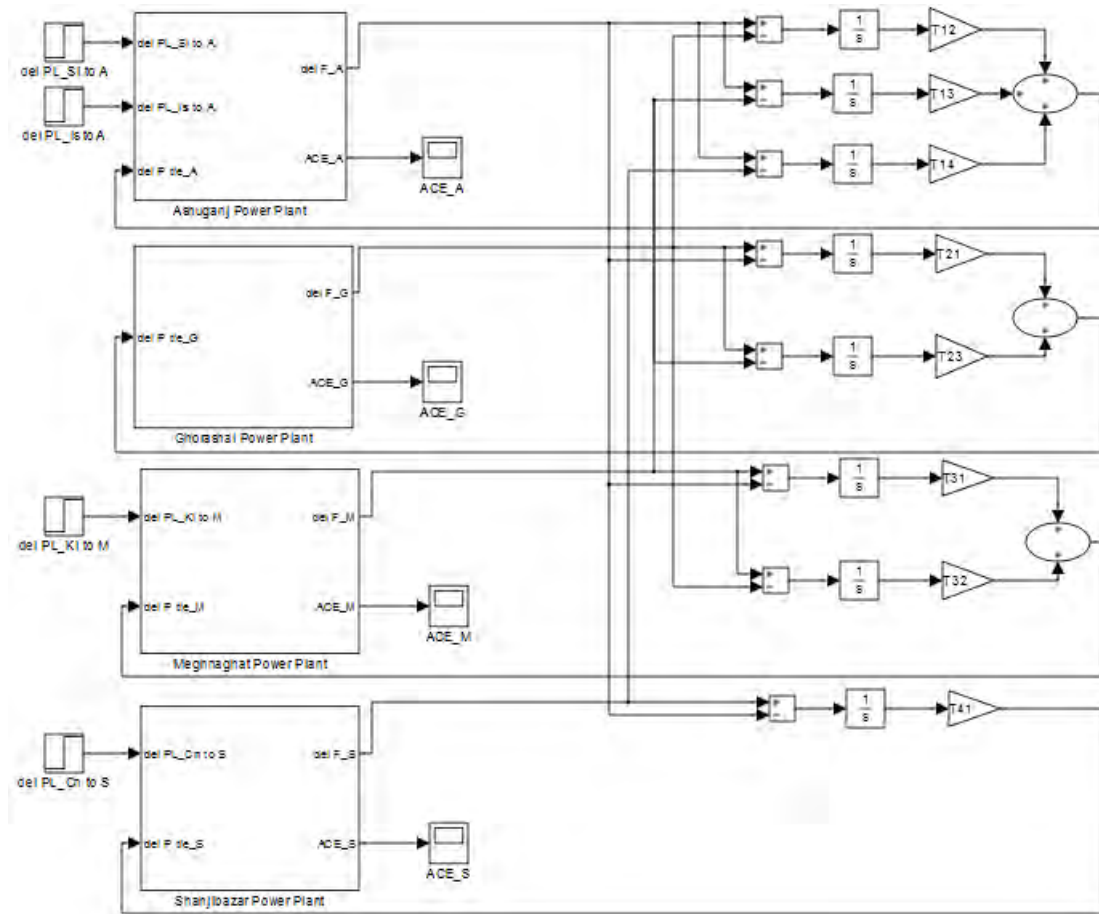 del PL_Sl to A
del PL_Sl to A
del F_A
del PL_Is to A
del PL_Is to A
ACE_A
ACE_A
del P tie_A
Ashuganj Power Plant
+
−
1
s
T12
+
−
1
s
T13
+
−
1
s
T14
+
+
+
del F_G
del P tie_G
ACE_G
ACE_G
Ghorashal Power Plant
+
−
1
s
T21
+
−
1
s
T23
+
+
del PL_Kl to M
del PL_Kl to M
del F_M
del P tie_M
ACE_M
ACE_M
Meghnaghat Power Plant
+
−
1
s
T31
+
−
1
s
T32
+
+
del PL_Cn to S
del PL_Cn to S
del F_S
del P tie_S
ACE_S
ACE_S
Shahjibazar Power Plant
+
−
1
s
T41